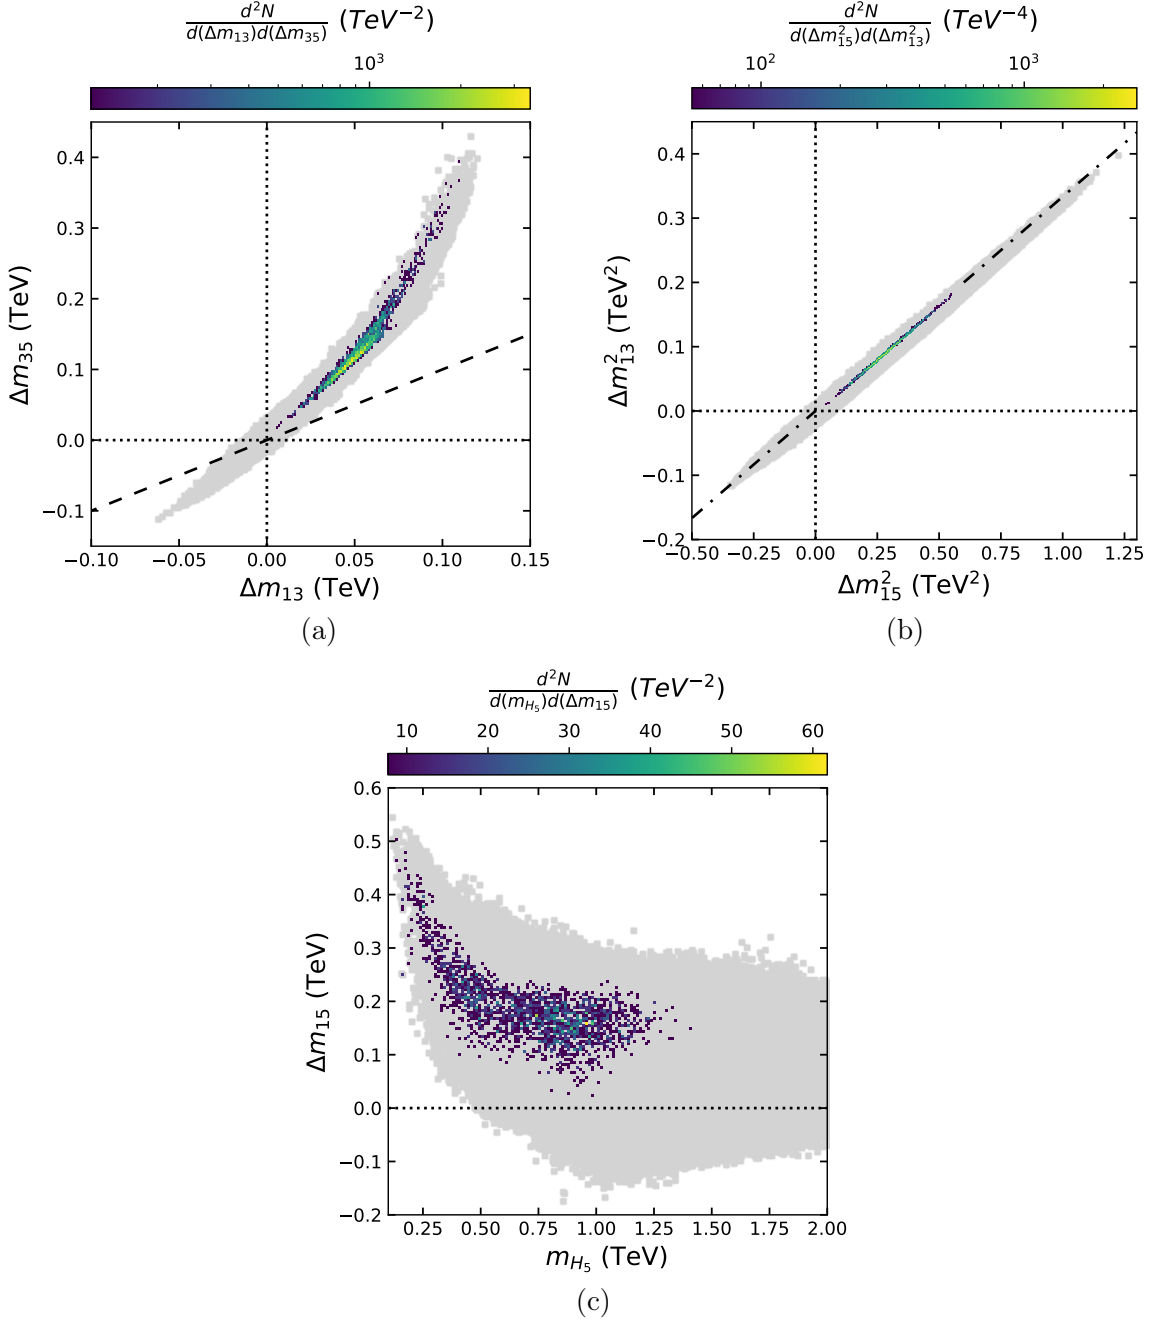 d²N
d(Δm₁₃)d(Δm₃₅) (TeV⁻²)
10³
0.4
0.3
0.2
0.1
0.0
−0.1
Δm₃₅ (TeV)
−0.10 −0.05 0.00 0.05 0.10 0.15
Δm₁₃ (TeV)
(a)
d²N
d(Δm²₁₅)d(Δm²₁₃) (TeV⁻⁴)
10² 10³
0.4
0.3
0.2
0.1
0.0
−0.1
−0.2
Δm²₁₃ (TeV²)
−0.50 −0.25 0.00 0.25 0.50 0.75 1.00 1.25
Δm²₁₅ (TeV²)
(b)
d²N
d(m_H₅)d(Δm₁₅) (TeV⁻²)
10 20 30 40 50 60
0.6
0.5
0.4
0.3
0.2
0.1
0.0
−0.1
−0.2
Δm₁₅ (TeV)
0.25 0.50 0.75 1.00 1.25 1.50 1.75 2.00
m_H₅ (TeV)
(c)